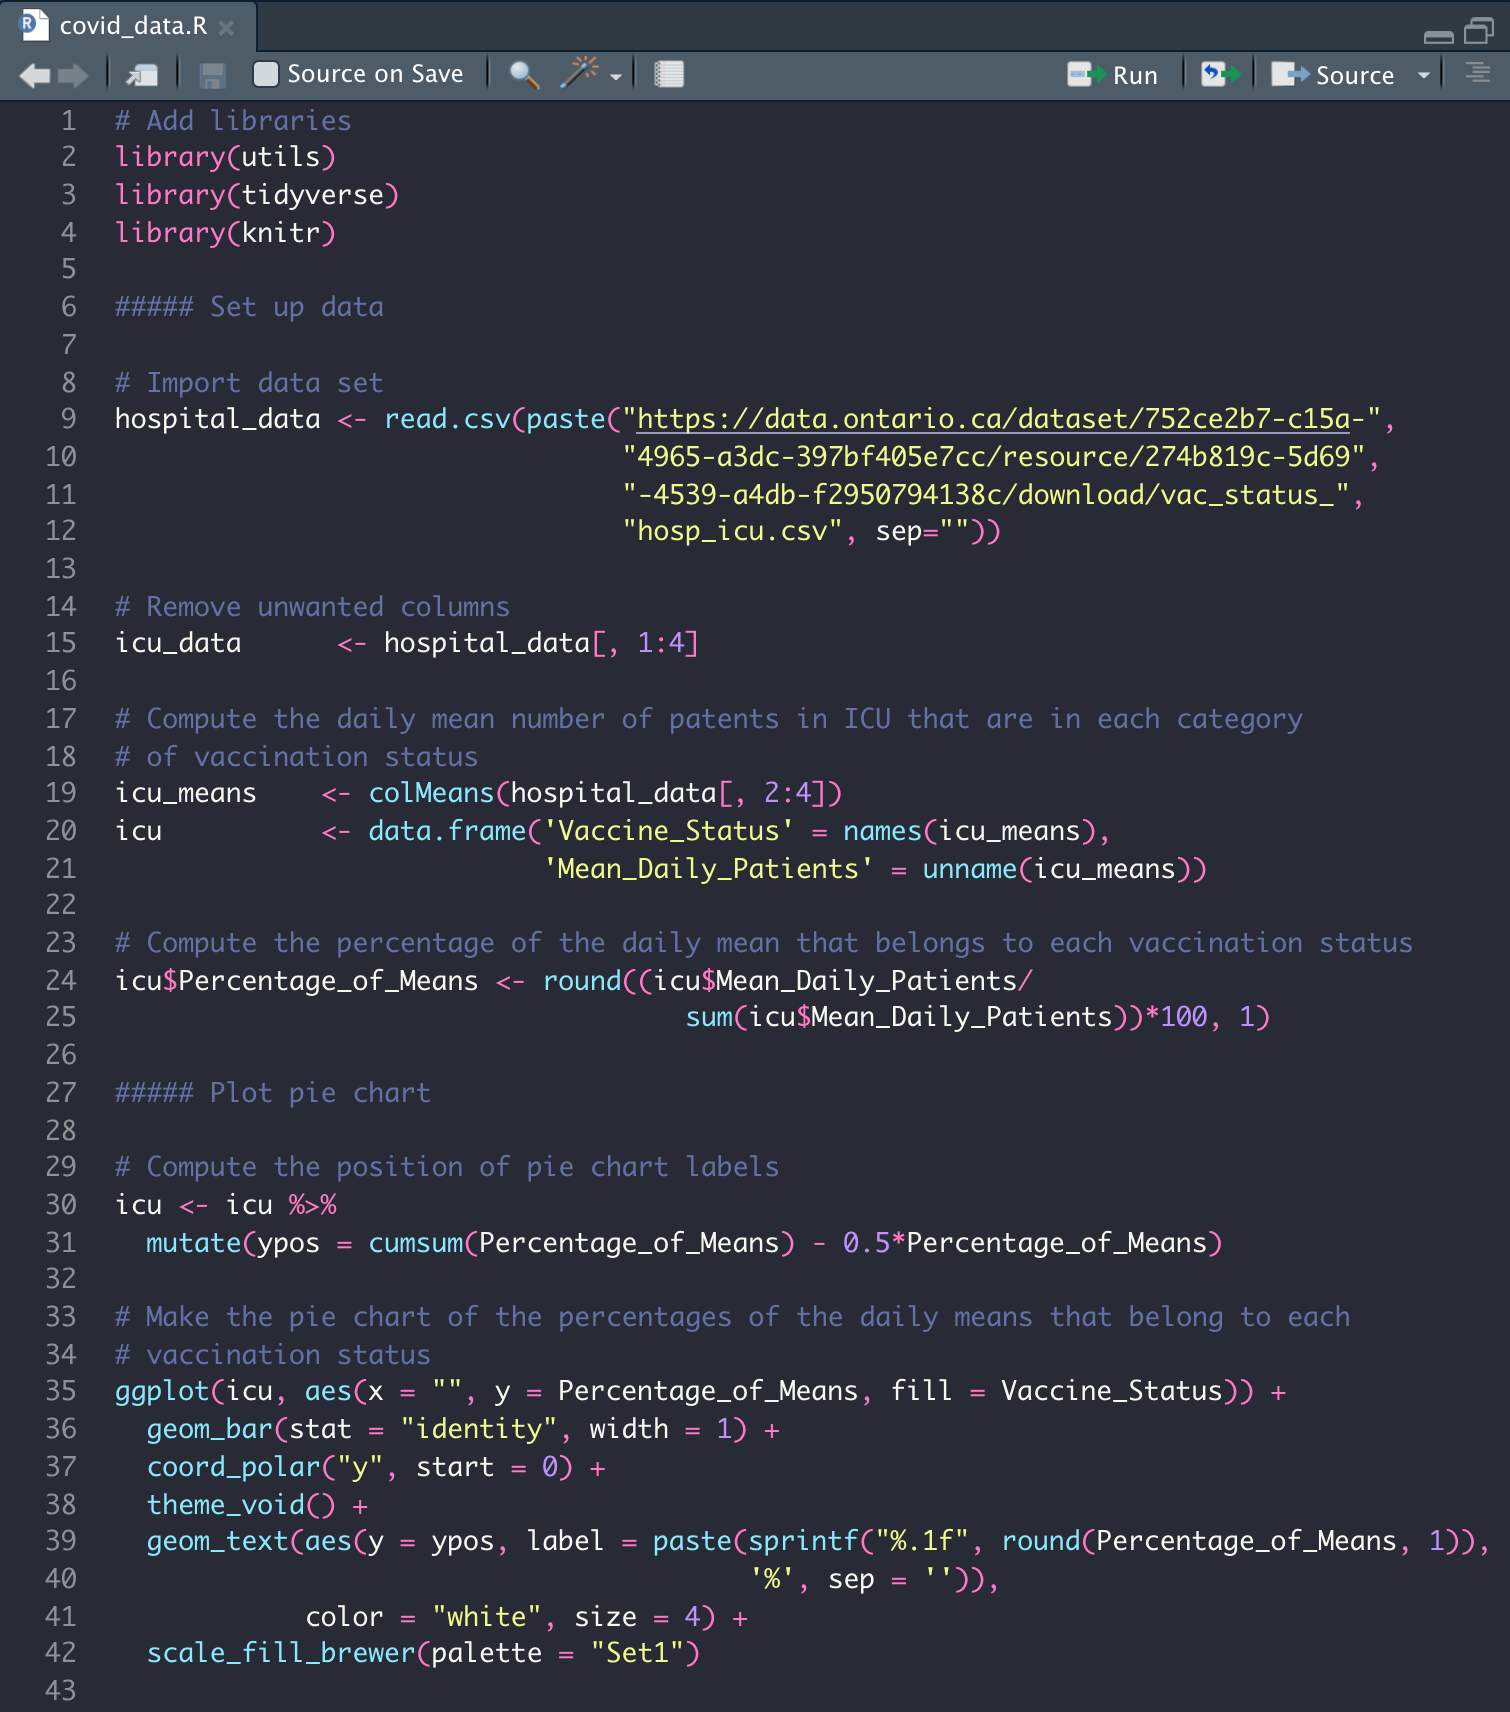 covid_data.R
Source on Save Run Source
1 # Add libraries
2 library(utils)
3 library(tidyverse)
4 library(knitr)
5
6 ##### Set up data
7
8 # Import data set
9 hospital_data <- read.csv(paste("https://data.ontario.ca/dataset/752ce2b7-c15a-",
10 "4965-a3dc-397bf405e7cc/resource/274b819c-5d69",
11 "-4539-a4db-f2950794138c/download/vac_status_",
12 "hosp_icu.csv", sep=""))
13
14 # Remove unwanted columns
15 icu_data <- hospital_data[, 1:4]
16
17 # Compute the daily mean number of patents in ICU that are in each category
18 # of vaccination status
19 icu_means <- colMeans(hospital_data[, 2:4])
20 icu <- data.frame('Vaccine_Status' = names(icu_means),
21 'Mean_Daily_Patients' = unname(icu_means))
22
23 # Compute the percentage of the daily mean that belongs to each vaccination status
24 icu$Percentage_of_Means <- round((icu$Mean_Daily_Patients/
25 sum(icu$Mean_Daily_Patients))*100, 1)
26
27 ##### Plot pie chart
28
29 # Compute the position of pie chart labels
30 icu <- icu %>%
31 mutate(ypos = cumsum(Percentage_of_Means) - 0.5*Percentage_of_Means)
32
33 # Make the pie chart of the percentages of the daily means that belong to each
34 # vaccination status
35 ggplot(icu, aes(x = "", y = Percentage_of_Means, fill = Vaccine_Status)) +
36 geom_bar(stat = "identity", width = 1) +
37 coord_polar("y", start = 0) +
38 theme_void() +
39 geom_text(aes(y = ypos, label = paste(sprintf("%.1f", round(Percentage_of_Means, 1)),
40 '%', sep = '')),
41 color = "white", size = 4) +
42 scale_fill_brewer(palette = "Set1")
43